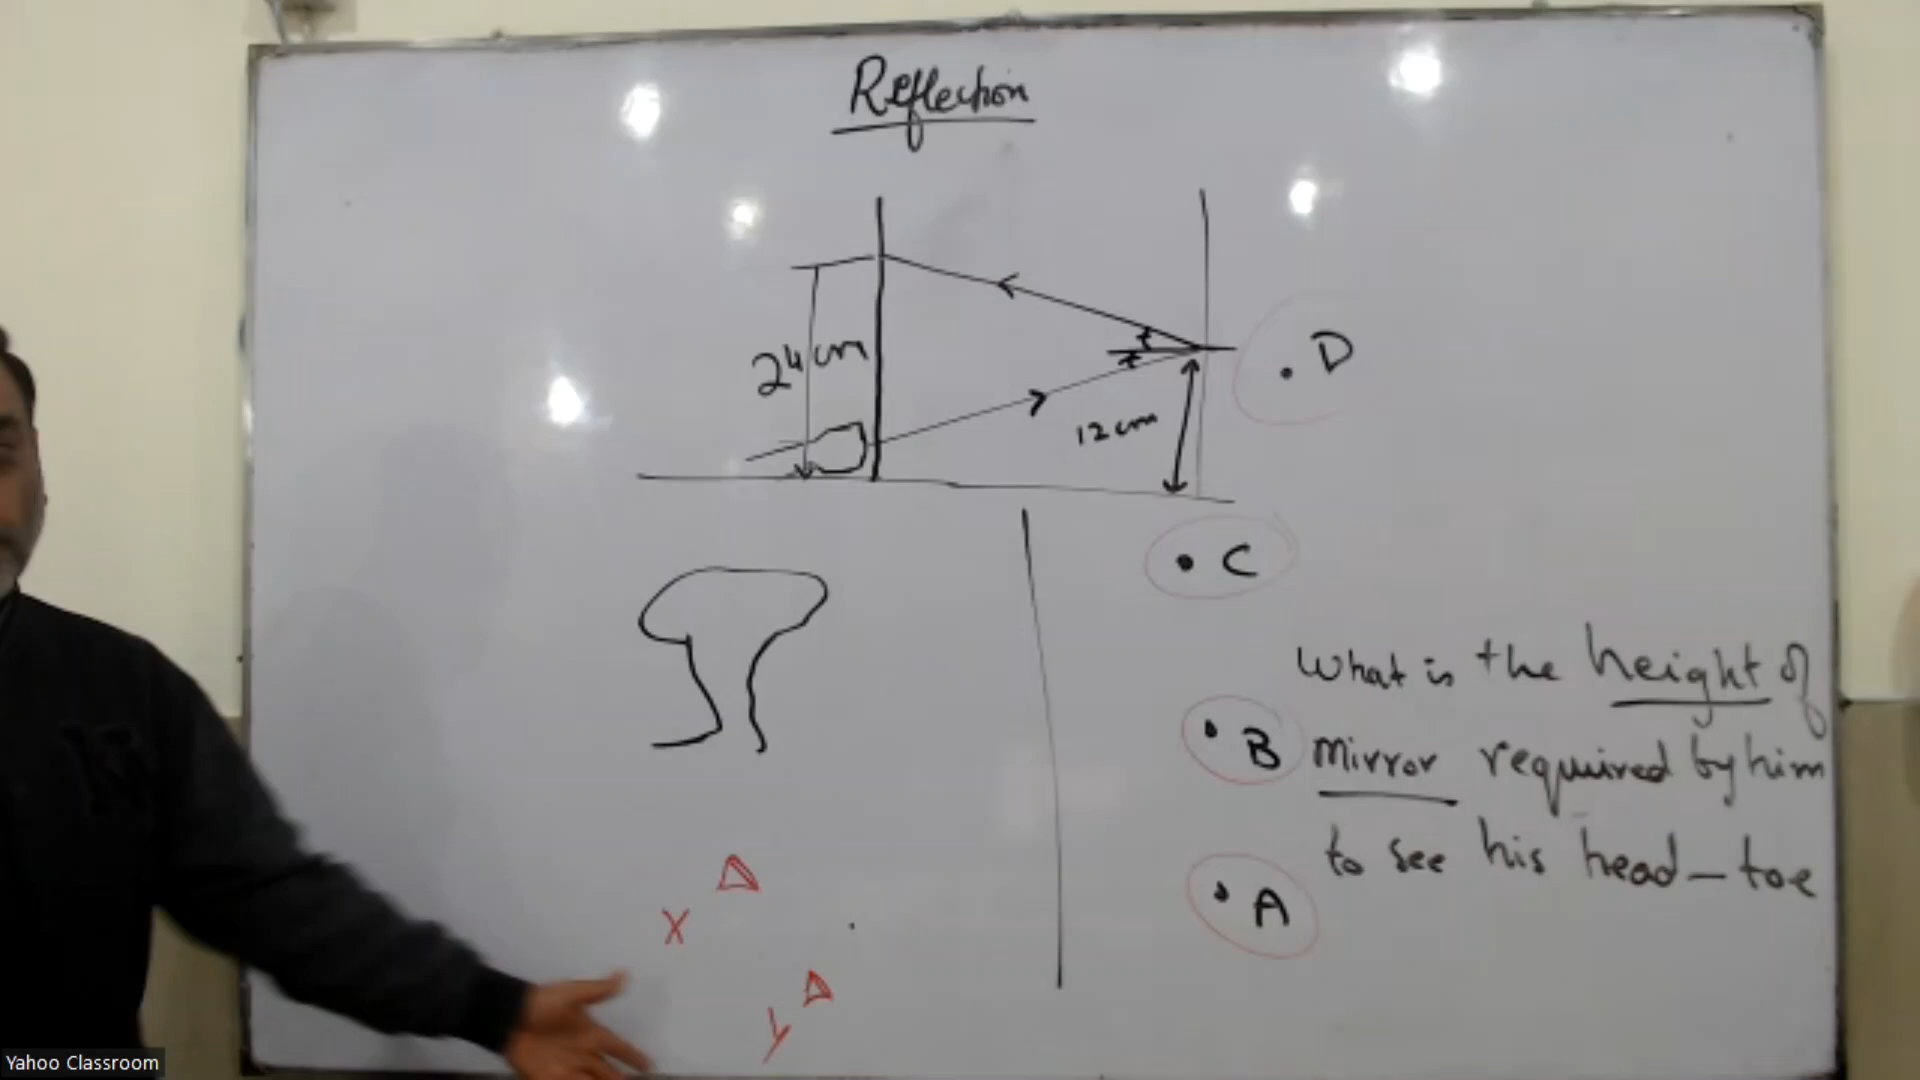 Reflection
24 cm
12 cm
D
C
What is the height of
B
Mirror required by him
to see his head-toe
A
X
y
Yahoo Classroom